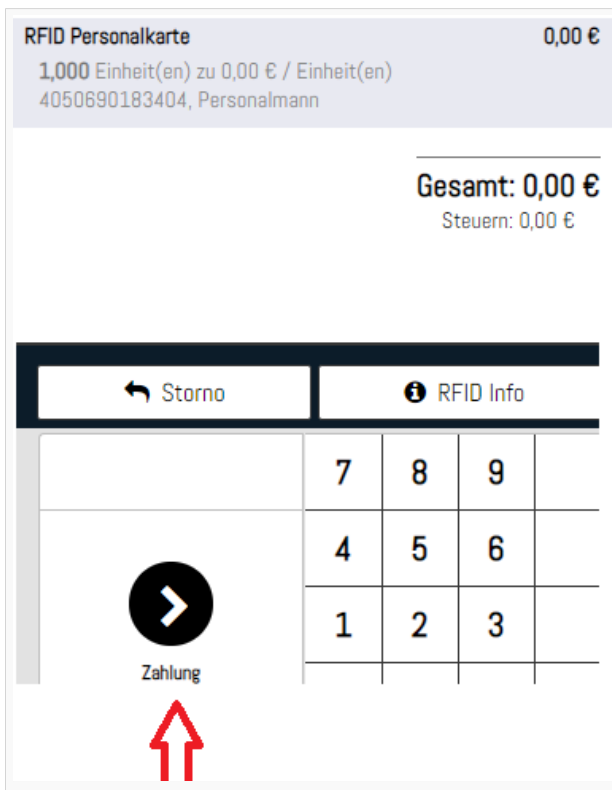 RFID Personalkarte 0,00 €
1,000 Einheit(en) zu 0,00 € / Einheit(en)
4050690183404, Personalmann
Gesamt: 0,00 €
Steuern: 0,00 €
Storno RFID Info
7 8 9
4 5 6
1 2 3
Zahlung